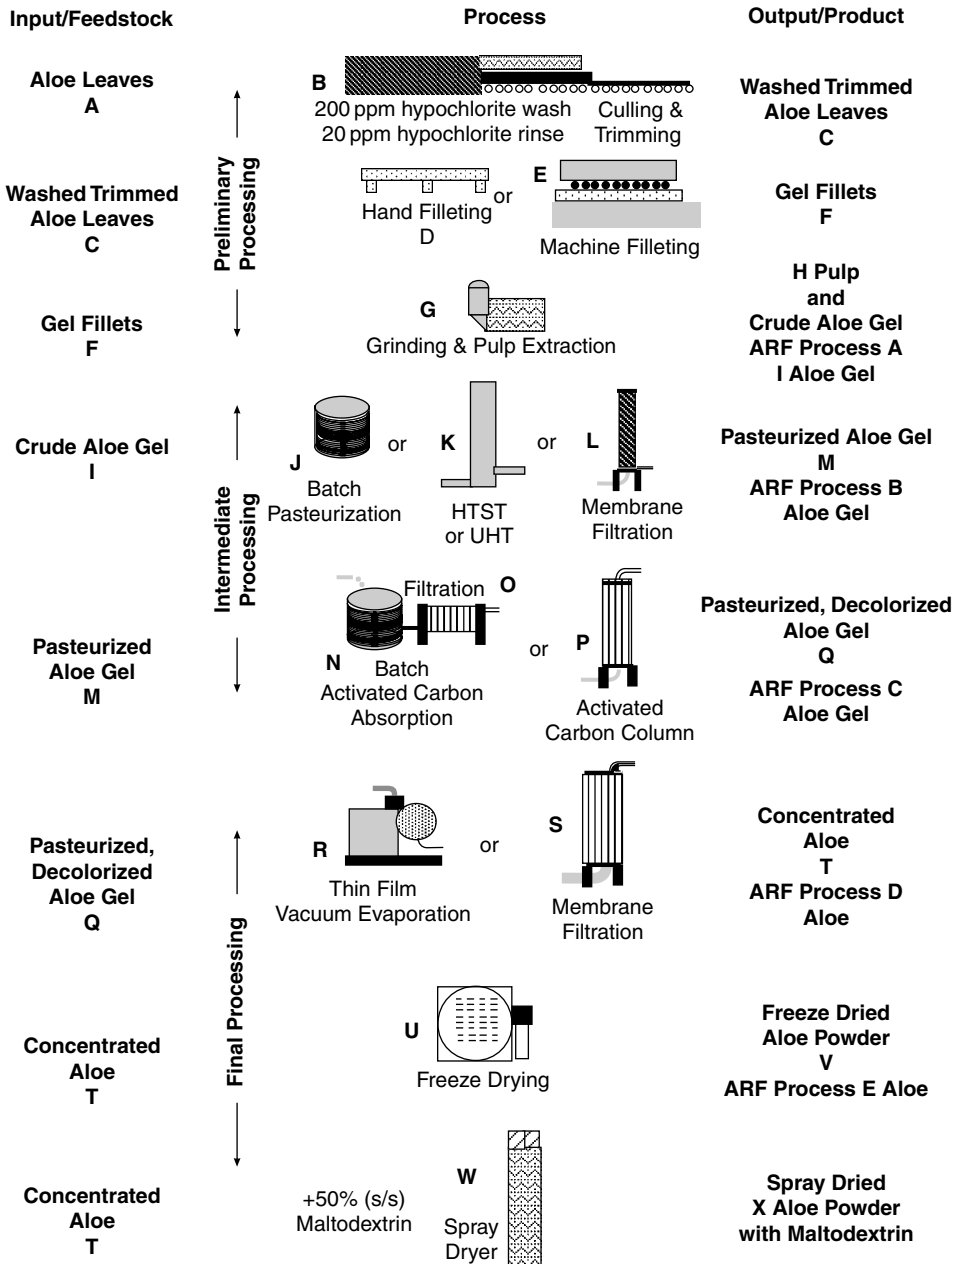 Input/Feedstock
Process
Output/Product
Aloe Leaves
A
B
200 ppm hypochlorite wash
20 ppm hypochlorite rinse
Culling &
Trimming
Washed Trimmed
Aloe Leaves
C
Preliminary
Processing
Washed Trimmed
Aloe Leaves
C
Hand Filleting
D
or
E
Machine Filleting
Gel Fillets
F
Gel Fillets
F
G
Grinding & Pulp Extraction
H Pulp
and
Crude Aloe Gel
ARF Process A
I Aloe Gel
Intermediate
Processing
Crude Aloe Gel
I
J
Batch
Pasteurization
or
K
HTST
or UHT
or
L
Membrane
Filtration
Pasteurized Aloe Gel
M
ARF Process B
Aloe Gel
Pasteurized
Aloe Gel
M
Filtration
O
N
Batch
Activated Carbon
Absorption
or
P
Activated
Carbon Column
Pasteurized, Decolorized
Aloe Gel
Q
ARF Process C
Aloe Gel
Final Processing
Pasteurized,
Decolorized
Aloe Gel
Q
R
Thin Film
Vacuum Evaporation
or
S
Membrane
Filtration
Concentrated
Aloe
T
ARF Process D
Aloe
Concentrated
Aloe
T
U
Freeze Drying
Freeze Dried
Aloe Powder
V
ARF Process E Aloe
Concentrated
Aloe
T
+50% (s/s)
Maltodextrin
W
Spray
Dryer
Spray Dried
X Aloe Powder
with Maltodextrin